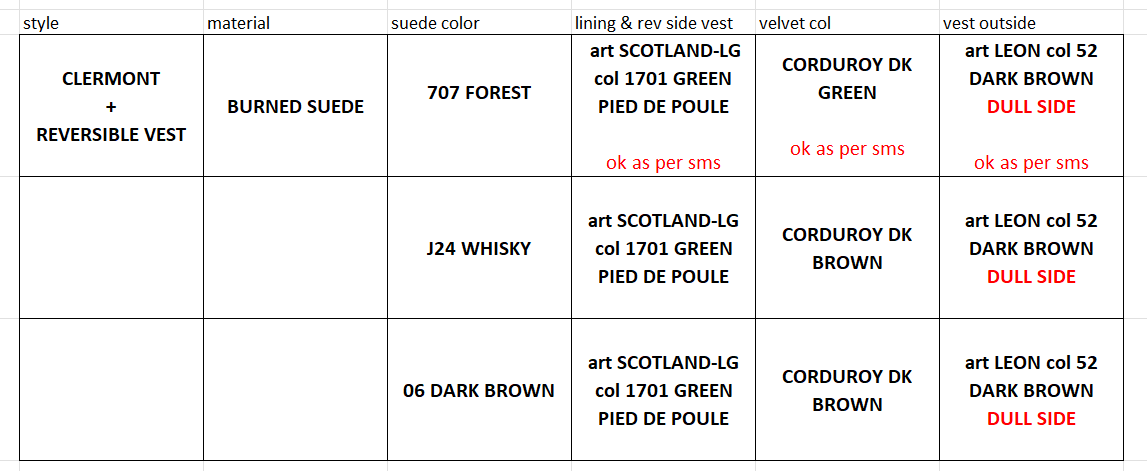 style
material
suede color
lining & rev side vest
velvet col
vest outside
CLERMONT
+
REVERSIBLE VEST
BURNED SUEDE
707 FOREST
art SCOTLAND-LG
col 1701 GREEN
PIED DE POULE
ok as per sms
CORDUROY DK
GREEN
ok as per sms
art LEON col 52
DARK BROWN
DULL SIDE
ok as per sms
J24 WHISKY
art SCOTLAND-LG
col 1701 GREEN
PIED DE POULE
CORDUROY DK
BROWN
art LEON col 52
DARK BROWN
DULL SIDE
06 DARK BROWN
art SCOTLAND-LG
col 1701 GREEN
PIED DE POULE
CORDUROY DK
BROWN
art LEON col 52
DARK BROWN
DULL SIDE